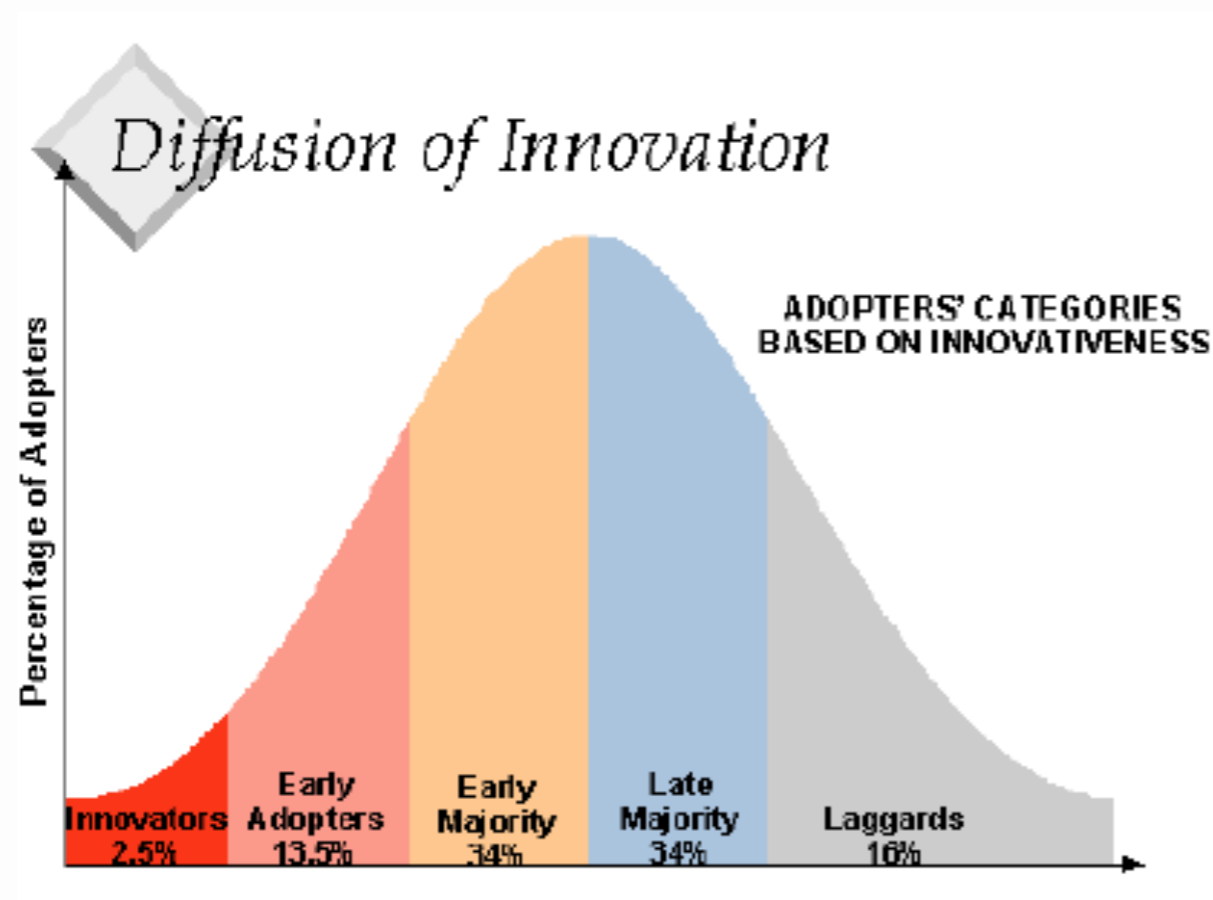 Diffusion of Innovation
ADOPTERS' CATEGORIES
BASED ON INNOVATIVENESS
Percentage of Adopters
Innovators
2.5%
Early
Adopters
13.5%
Early
Majority
34%
Late
Majority
34%
Laggards
16%